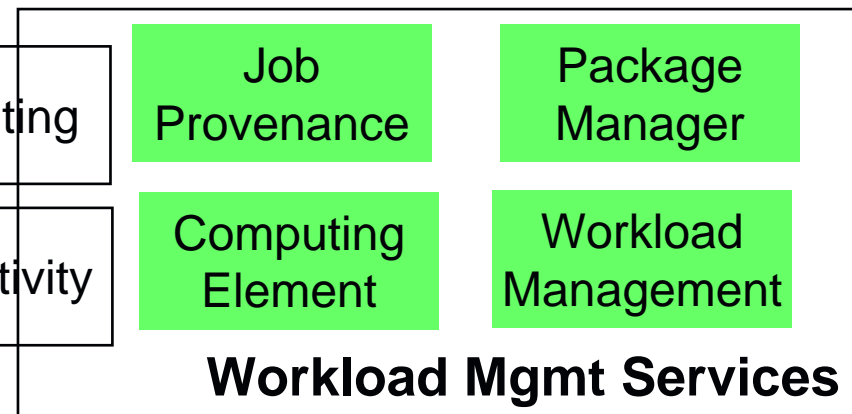 Job
Provenance
Package
Manager
ting
Computing
Element
Workload
Management
tivity
Workload Mgmt Services